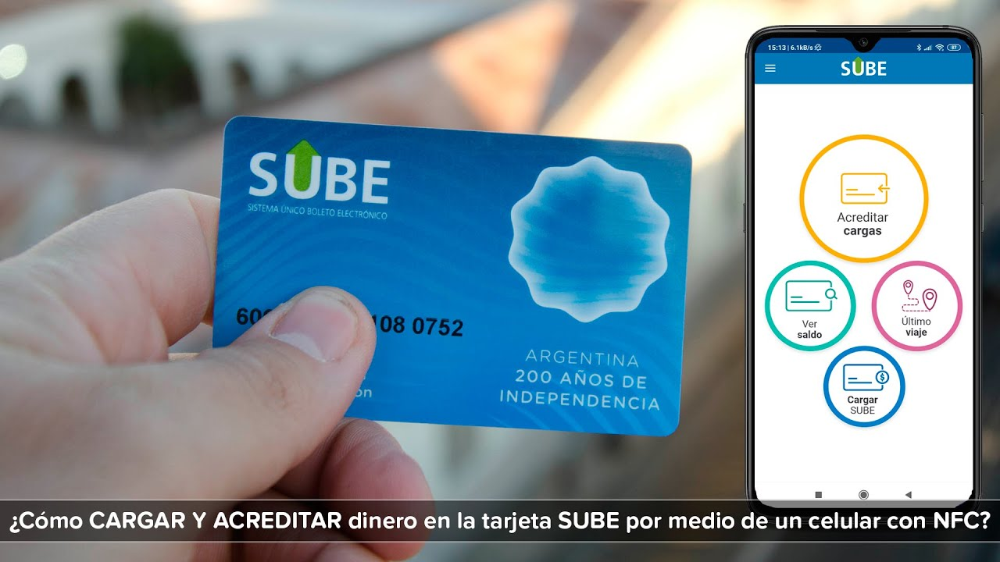 SUBE
SISTEMA ÚNICO BOLETO ELECTRÓNICO
108 0752
ARGENTINA
200 AÑOS DE
INDEPENDENCIA
15:13 | 6.1kB/s
87
SUBE
Acreditar
cargas
Ver
saldo
Último
viaje
Cargar
SUBE
¿Cómo CARGAR Y ACREDITAR dinero en la tarjeta SUBE por medio de un celular con NFC?